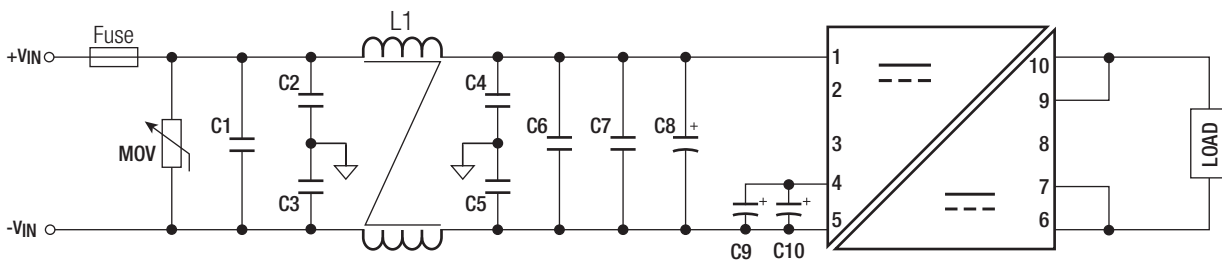 L1
Fuse
+VIN
MOV
C1
C2
C3
C4
C5
C6
C7
C8
+
-VIN
C9
+
C10
+
1
2
3
4
5
10
9
8
7
6
LOAD